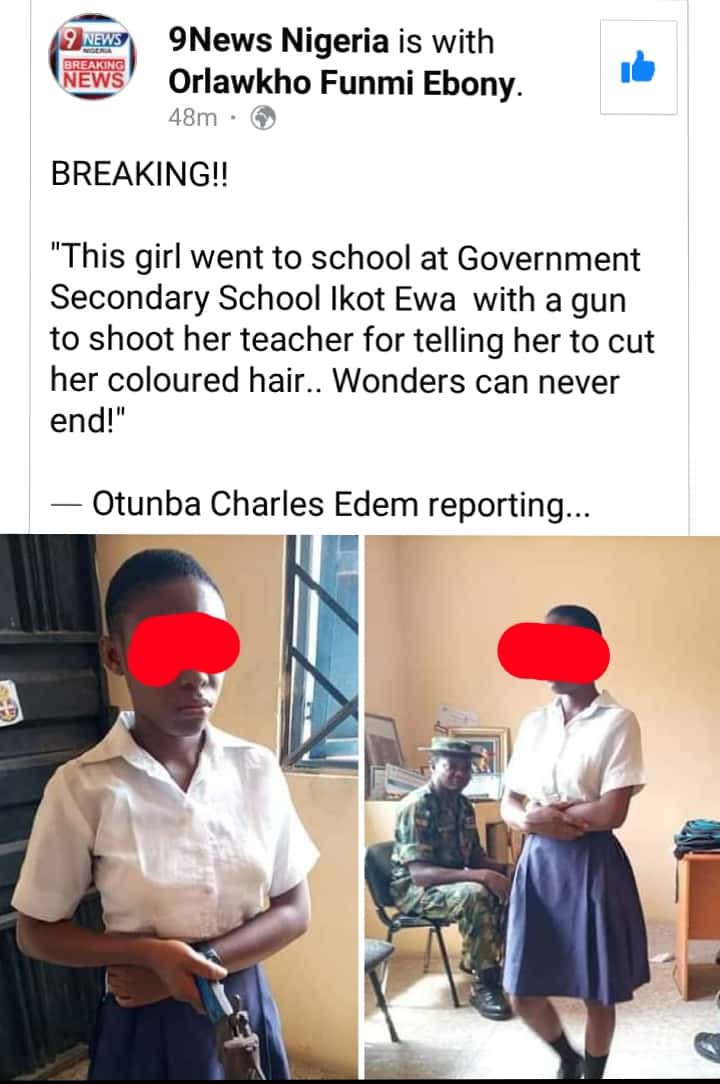 9 NEWS
NIGERIA
BREAKING
NEWS
9News Nigeria is with
Orlawkho Funmi Ebony.
48m ·
BREAKING!!
"This girl went to school at Government
Secondary School Ikot Ewa with a gun
to shoot her teacher for telling her to cut
her coloured hair.. Wonders can never
end!"
— Otunba Charles Edem reporting...